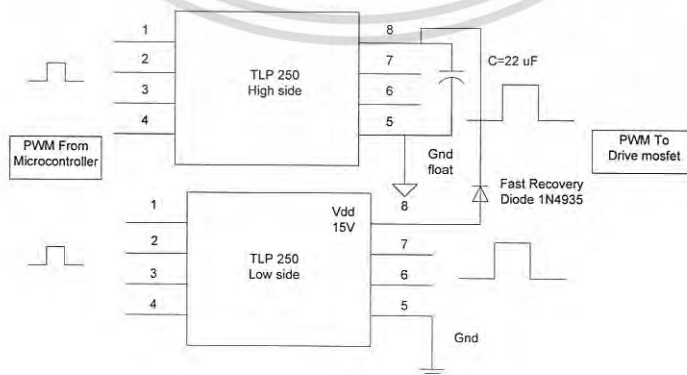 1
2
3
4
TLP 250
High side
8
7
6
5
C=22 uF
PWM From
Microcontroller
Gnd
float
PWM To
Drive mosfet
Fast Recovery
Diode 1N4935
1
2
3
4
Vdd
15V
TLP 250
Low side
8
7
6
5
Gnd